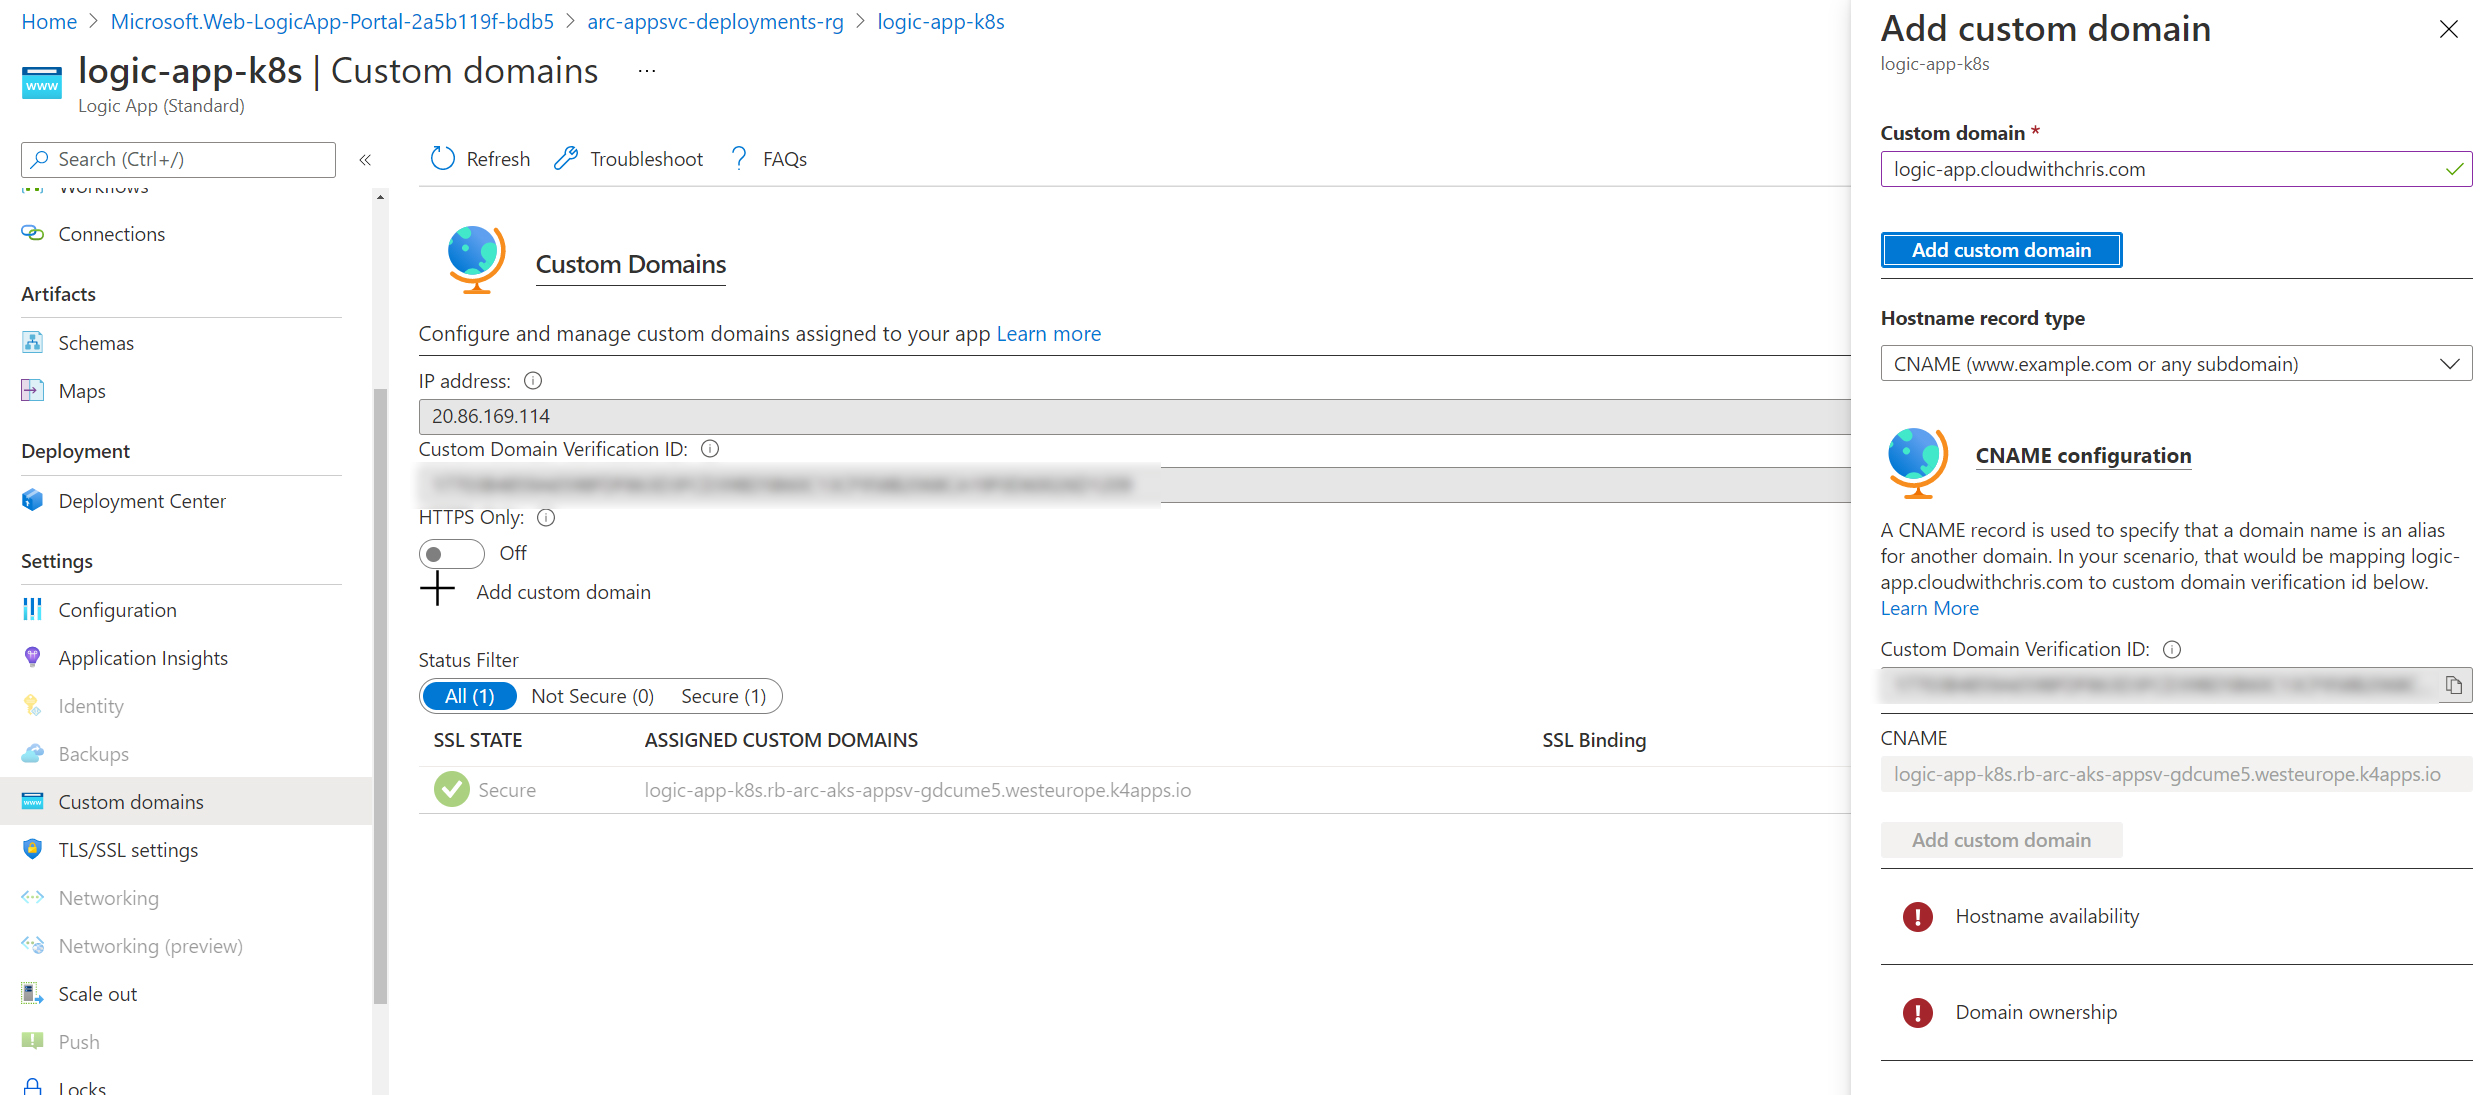 Home > Microsoft.Web-LogicApp-Portal-2a5b119f-bdb5 > arc-appsvc-deployments-rg > logic-app-k8s
logic-app-k8s | Custom domains ...
Logic App (Standard)
Search (Ctrl+/)
«
Workflows
Connections
Artifacts
Schemas
Maps
Deployment
Deployment Center
Settings
Configuration
Application Insights
Identity
Backups
Custom domains
TLS/SSL settings
Networking
Networking (preview)
Scale out
Push
Locks
Refresh Troubleshoot FAQs
Custom Domains
Configure and manage custom domains assigned to your app Learn more
IP address:
20.86.169.114
Custom Domain Verification ID:
HTTPS Only:
Off
Add custom domain
Status Filter
All (1) Not Secure (0) Secure (1)
SSL STATE ASSIGNED CUSTOM DOMAINS SSL Binding
Secure logic-app-k8s.rb-arc-aks-appsv-gdcume5.westeurope.k4apps.io
Add custom domain
logic-app-k8s
Custom domain *
logic-app.cloudwithchris.com
Add custom domain
Hostname record type
CNAME (www.example.com or any subdomain)
CNAME configuration
A CNAME record is used to specify that a domain name is an alias
for another domain. In your scenario, that would be mapping logic-
app.cloudwithchris.com to custom domain verification id below.
Learn More
Custom Domain Verification ID:
CNAME
logic-app-k8s.rb-arc-aks-appsv-gdcume5.westeurope.k4apps.io
Add custom domain
Hostname availability
Domain ownership